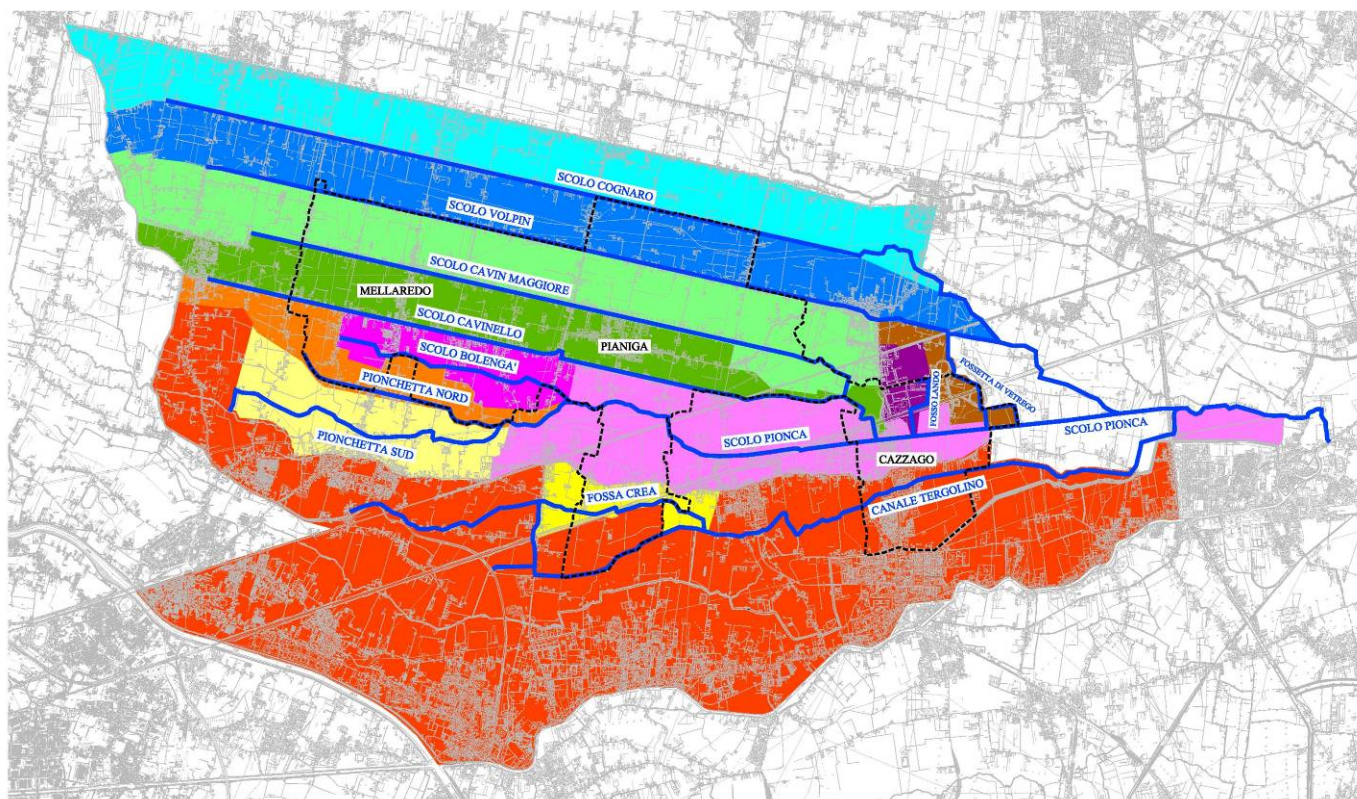 SCOLO COGNARO
SCOLO VOLPIN
SCOLO CAVIN MAGGIORE
MELLAREDO
SCOLO CAVINELLO
PIANIGA
SCOLO BOLENGA'
PIONCHETTA NORD
FOSSETTA DI VETREGO
FOSSO LANDO
PIONCHETTA SUD
SCOLO PIONCA
SCOLO PIONCA
CAZZAGO
FOSSA CREA
CANALE TERGOLINO